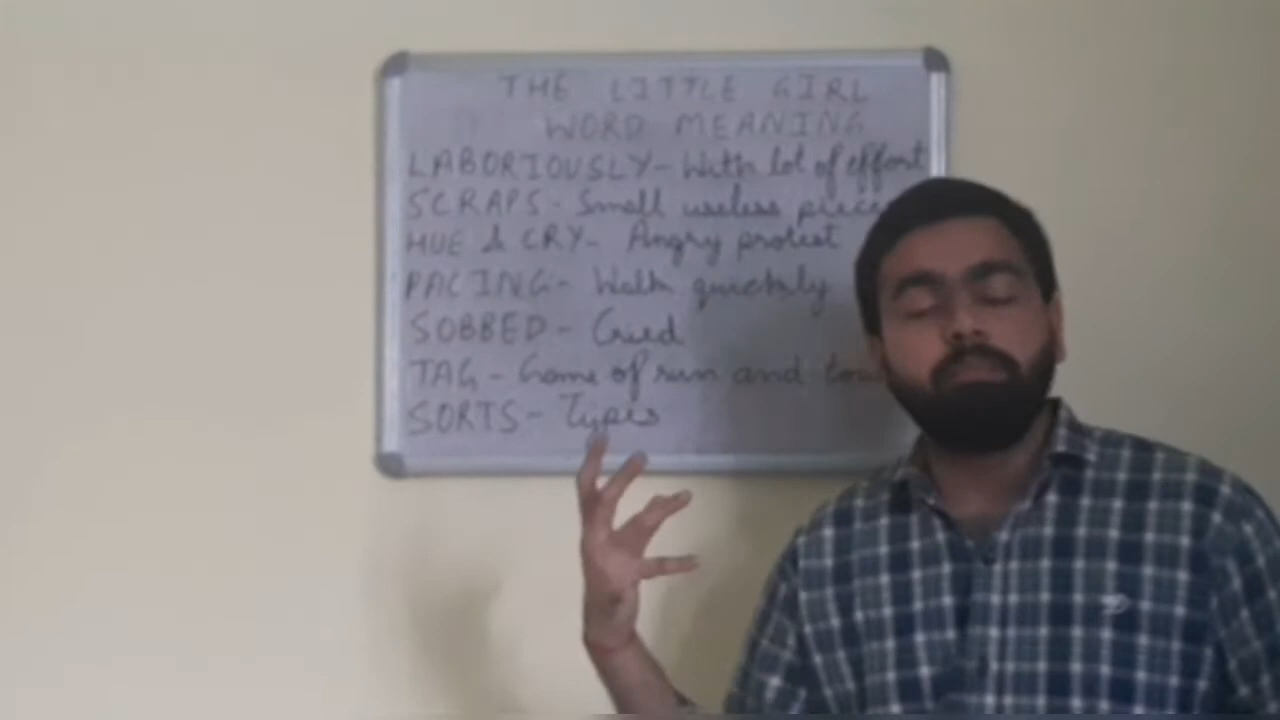 THE LITTLE GIRL
WORD MEANING
LABORIOUSLY - With lot of effort
SCRAPS - Small useless
HUE & CRY - Angry protest
PACING - Walk quickly
SOBBED - Cried
TAG - Game of run and
SORTS - Types